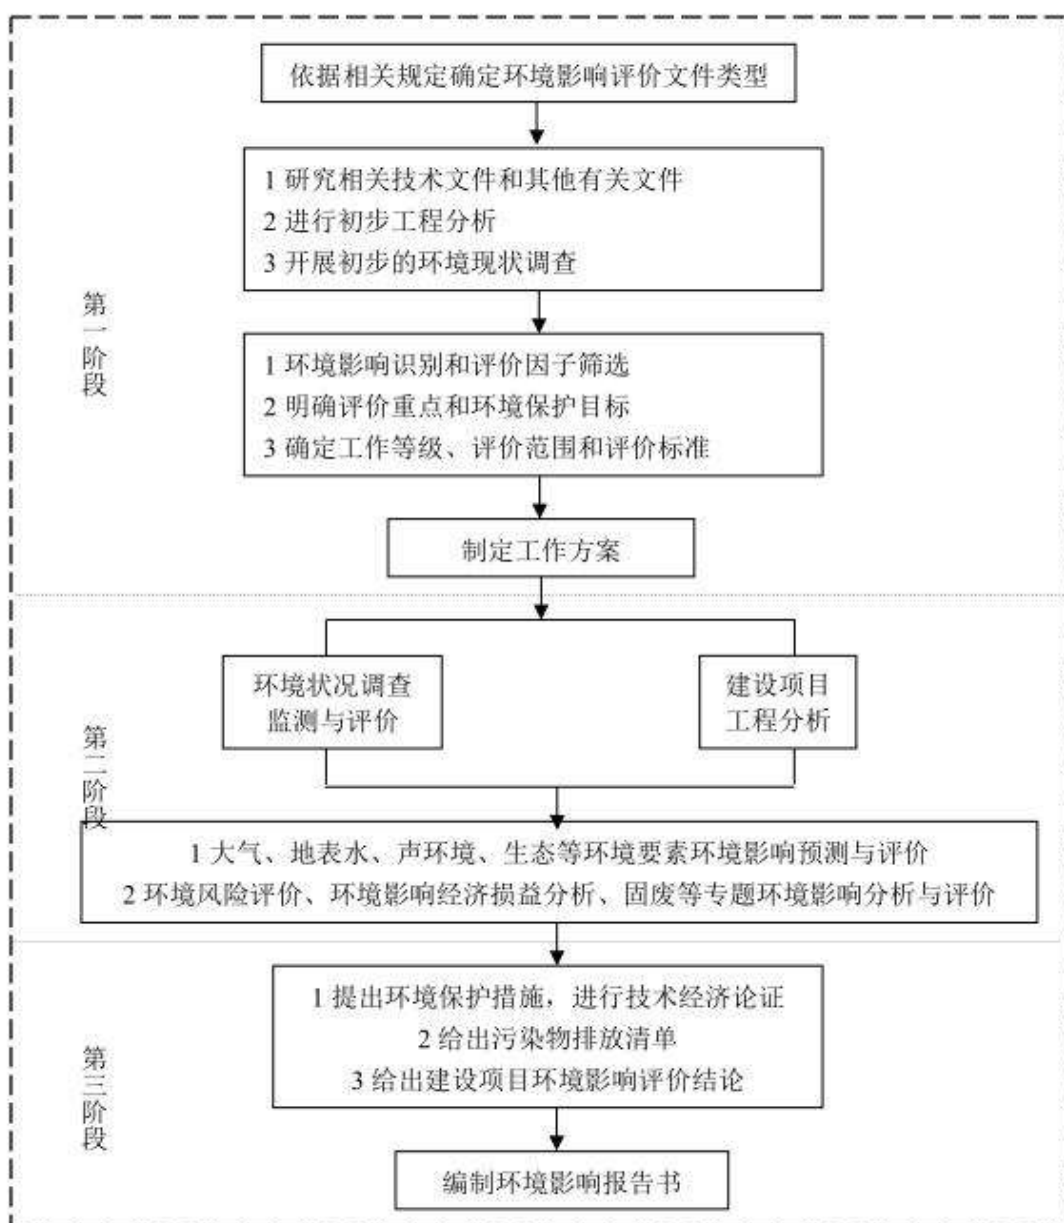 依据相关规定确定环境影响评价文件类型
1 研究相关技术文件和其他有关文件
2 进行初步工程分析
3 开展初步的环境现状调查
第一阶段
1 环境影响识别和评价因子筛选
2 明确评价重点和环境保护目标
3 确定工作等级、评价范围和评价标准
制定工作方案
环境状况调查
监测与评价
建设项目
工程分析
第二阶段
1 大气、地表水、声环境、生态等环境要素环境影响预测与评价
2 环境风险评价、环境影响经济损益分析、固废等专题环境影响分析与评价
1 提出环境保护措施，进行技术经济论证
2 给出污染物排放清单
3 给出建设项目环境影响评价结论
第三阶段
编制环境影响报告书